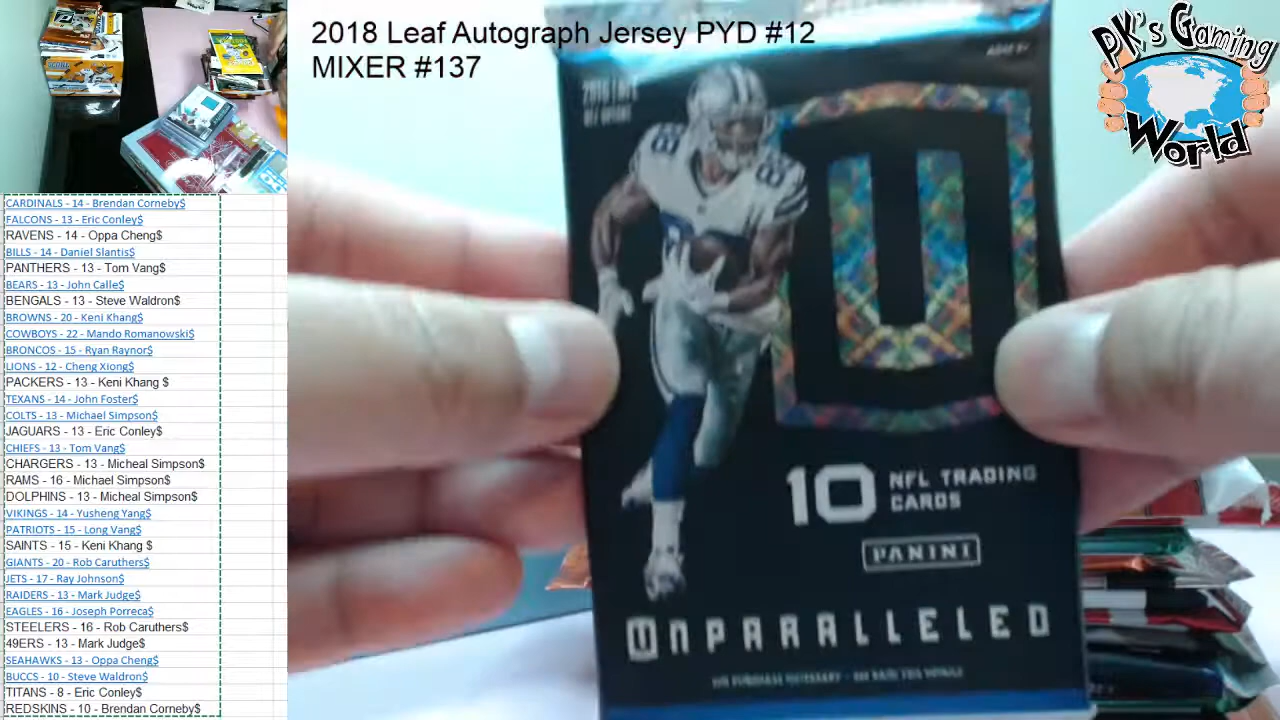 2018 Leaf Autograph Jersey PYD #12
MIXER #137
PK's Gaming
World
CARDINALS - 14 - Brendan Corneby$
FALCONS - 13 - Eric Conley$
RAVENS - 14 - Oppa Cheng$
BILLS - 14 - Daniel Slantis$
PANTHERS - 13 - Tom Vang$
BEARS - 13 - John Calle$
BENGALS - 13 - Steve Waldron$
BROWNS - 20 - Keni Khang$
COWBOYS - 22 - Mando Romanowski$
BRONCOS - 15 - Ryan Raynor$
LIONS - 12 - Cheng Xiong$
PACKERS - 13 - Keni Khang $
TEXANS - 14 - John Foster$
COLTS - 13 - Michael Simpson$
JAGUARS - 13 - Eric Conley$
CHIEFS - 13 - Tom Vang$
CHARGERS - 13 - Micheal Simpson$
RAMS - 16 - Michael Simpson$
DOLPHINS - 13 - Micheal Simpson$
VIKINGS - 14 - Yusheng Yang$
PATRIOTS - 15 - Long Vang$
SAINTS - 15 - Keni Khang $
GIANTS - 20 - Rob Caruthers$
JETS - 17 - Ray Johnson$
RAIDERS - 13 - Mark Judge$
EAGLES - 16 - Joseph Porreca$
STEELERS - 16 - Rob Caruthers$
49ERS - 13 - Mark Judge$
SEAHAWKS - 13 - Oppa Cheng$
BUCCS - 10 - Steve Waldron$
TITANS - 8 - Eric Conley$
REDSKINS - 10 - Brendan Corneby$
88
U
10 NFL TRADING
CARDS
PANINI
UNPARALLELED